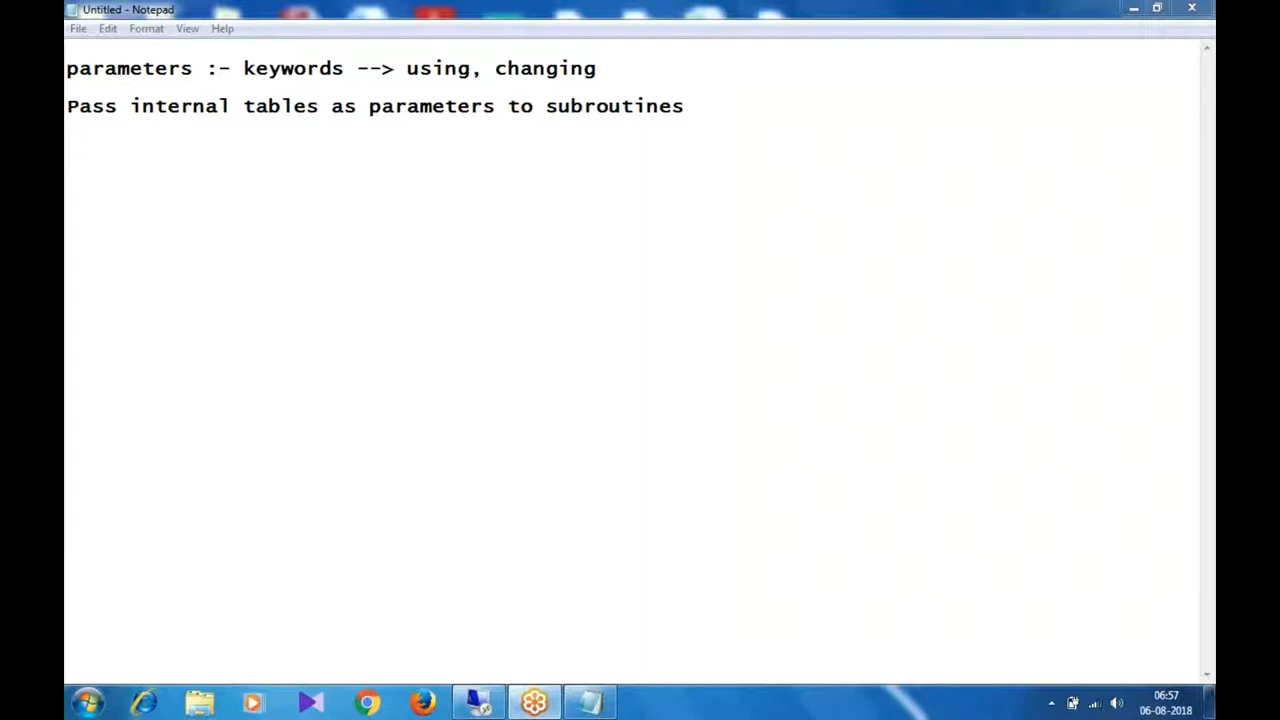 Untitled - Notepad
File Edit Format View Help
parameters :- keywords --> using, changing
Pass internal tables as parameters to subroutines
06:57
06-08-2018